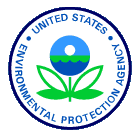 UNITED STATES
ENVIRONMENTAL PROTECTION AGENCY